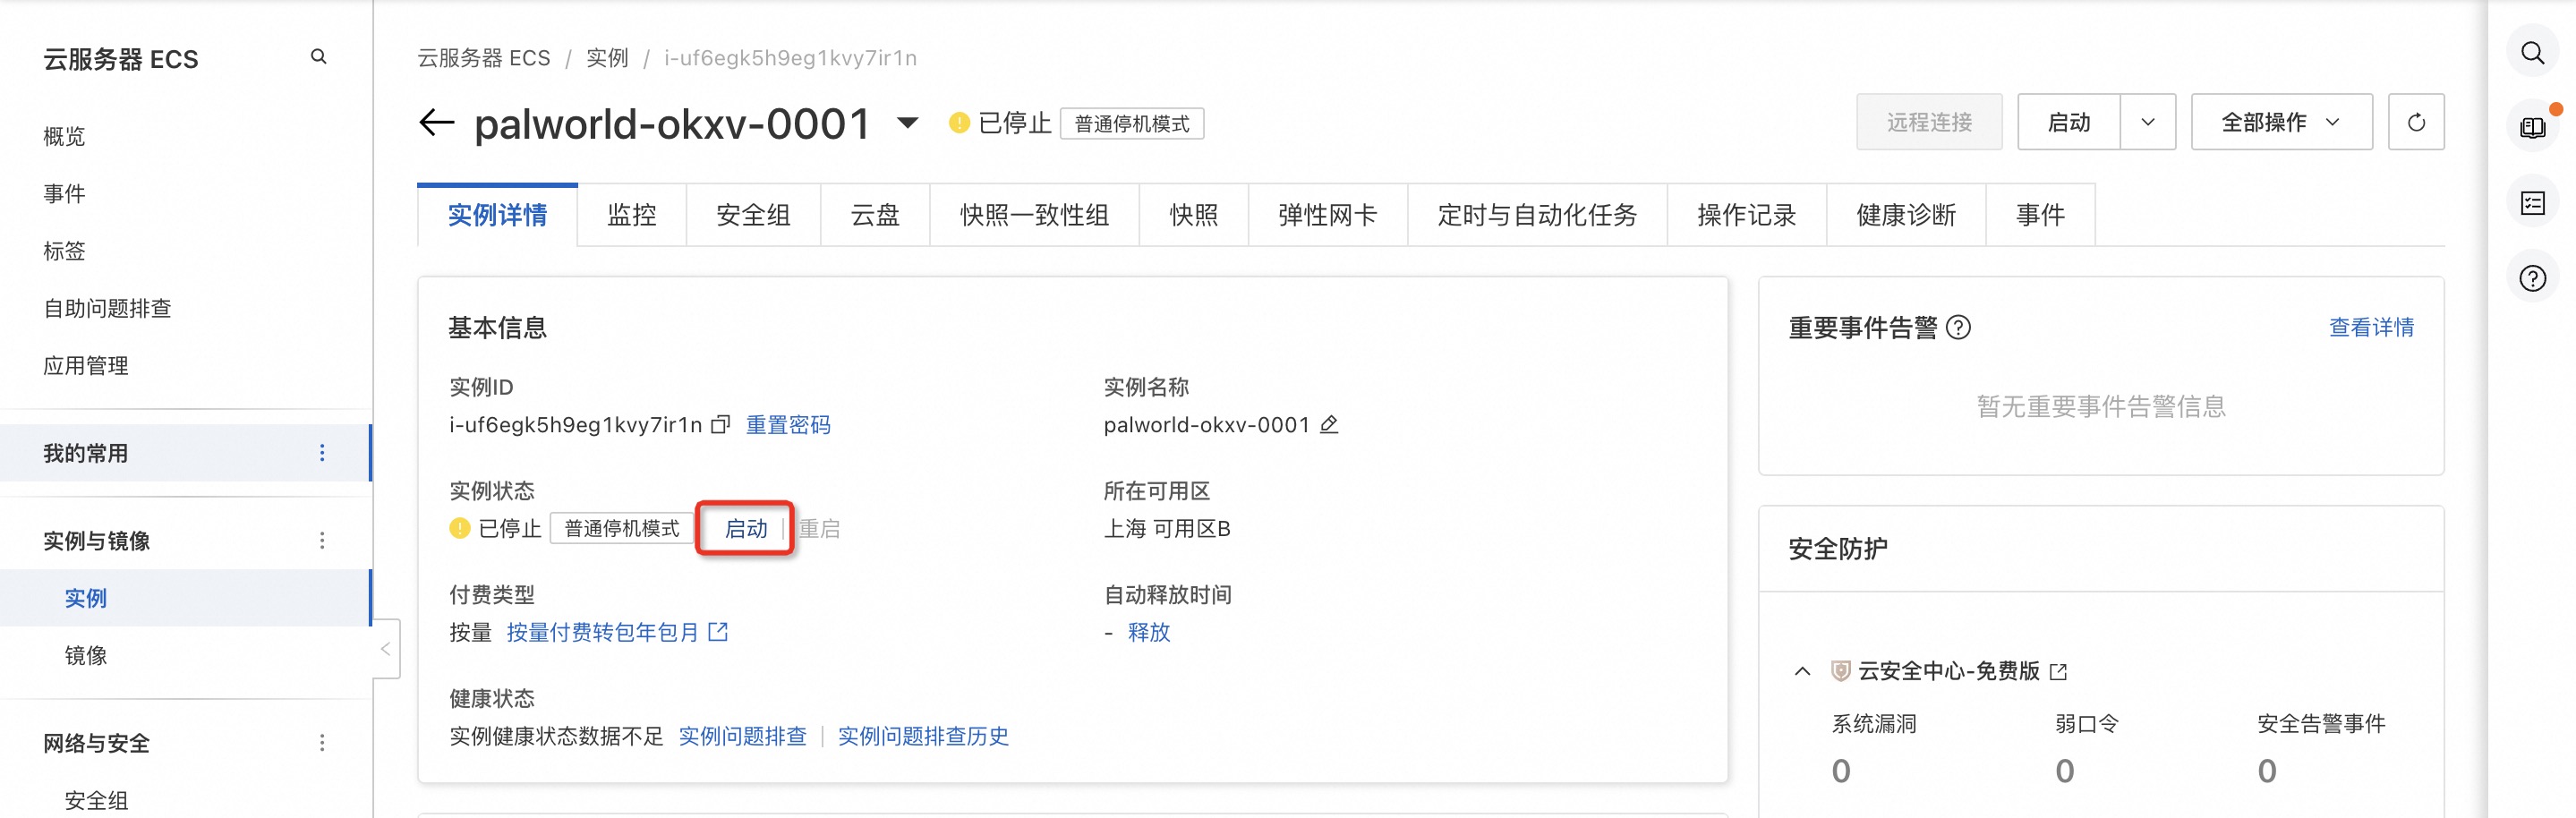 云服务器 ECS
概览
事件
标签
自助问题排查
应用管理
我的常用
实例与镜像
实例
镜像
网络与安全
安全组
云服务器 ECS / 实例 / i-uf6egk5h9eg1kvy7ir1n
palworld-okxv-0001 已停止 普通停机模式
远程连接 启动 全部操作
实例详情 监控 安全组 云盘 快照一致性组 快照 弹性网卡 定时与自动化任务 操作记录 健康诊断 事件
基本信息
实例ID
i-uf6egk5h9eg1kvy7ir1n 重置密码
实例名称
palworld-okxv-0001
实例状态
已停止 普通停机模式 启动 | 重启
所在可用区
上海 可用区B
付费类型
按量 按量付费转包年包月
自动释放时间
- 释放
健康状态
实例健康状态数据不足 实例问题排查 | 实例问题排查历史
重要事件告警 查看详情
暂无重要事件告警信息
安全防护
云安全中心-免费版
系统漏洞 弱口令 安全告警事件
0 0 0